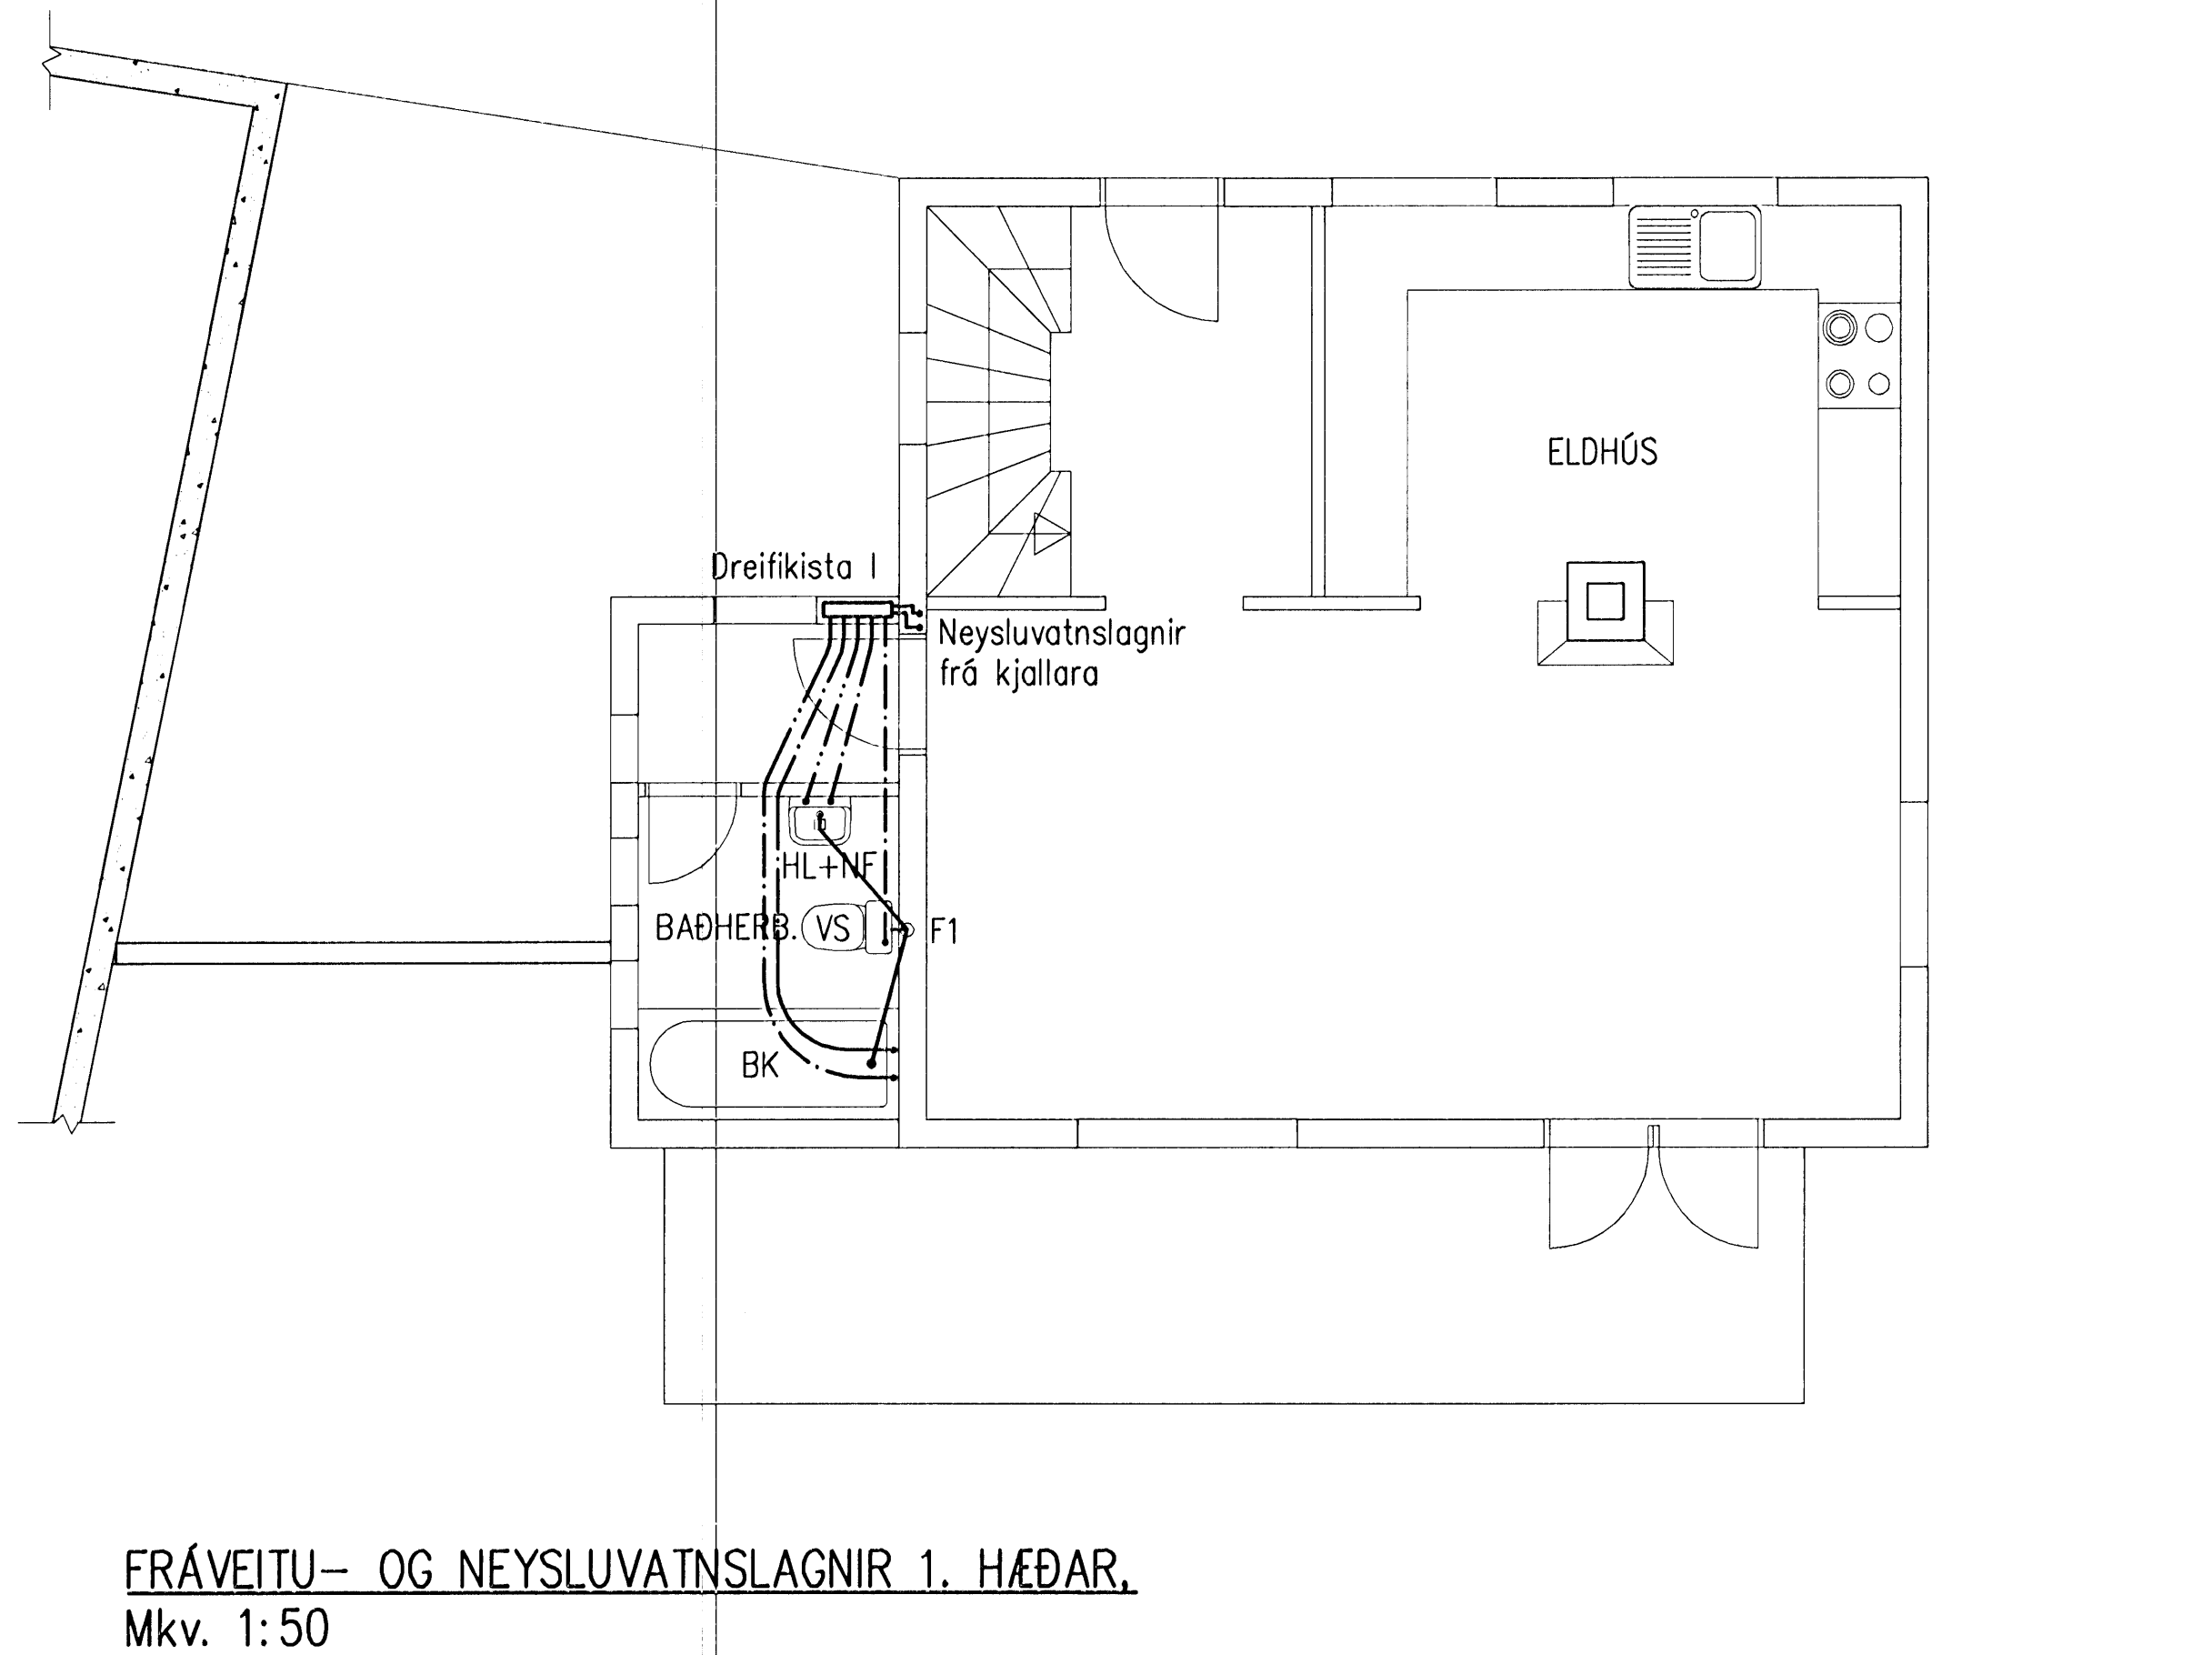 ELDHÚS
Dreifikista I
Neysluvatnslagnir
frá kjallara
HL+NF
BAÐHERB.
VS
F1
BK
FRÁVEITU– OG NEYSLUVATNSLAGNIR 1. HÆÐAR,
Mkv. 1:50